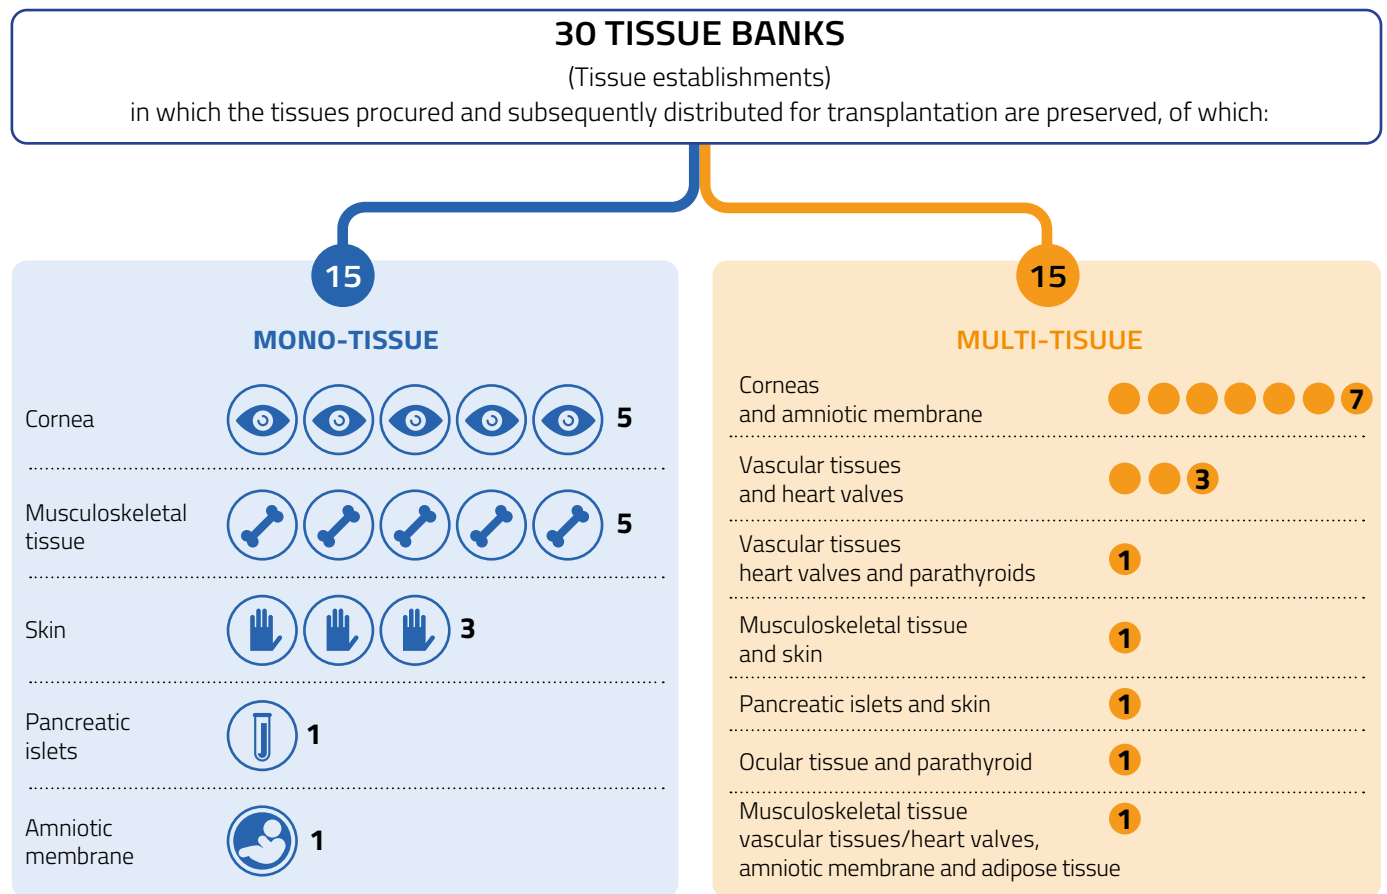 30 TISSUE BANKS
(Tissue establishments)
in which the tissues procured and subsequently distributed for transplantation are preserved, of which:
15
MONO-TISSUE
Cornea
5
Musculoskeletal
tissue
5
Skin
3
Pancreatic
islets
1
Amniotic
membrane
1
15
MULTI-TISUUE
Corneas
and amniotic membrane
7
Vascular tissues
and heart valves
3
Vascular tissues
heart valves and parathyroids
1
Musculoskeletal tissue
and skin
1
Pancreatic islets and skin
1
Ocular tissue and parathyroid
1
Musculoskeletal tissue
vascular tissues/heart valves,
amniotic membrane and adipose tissue
1